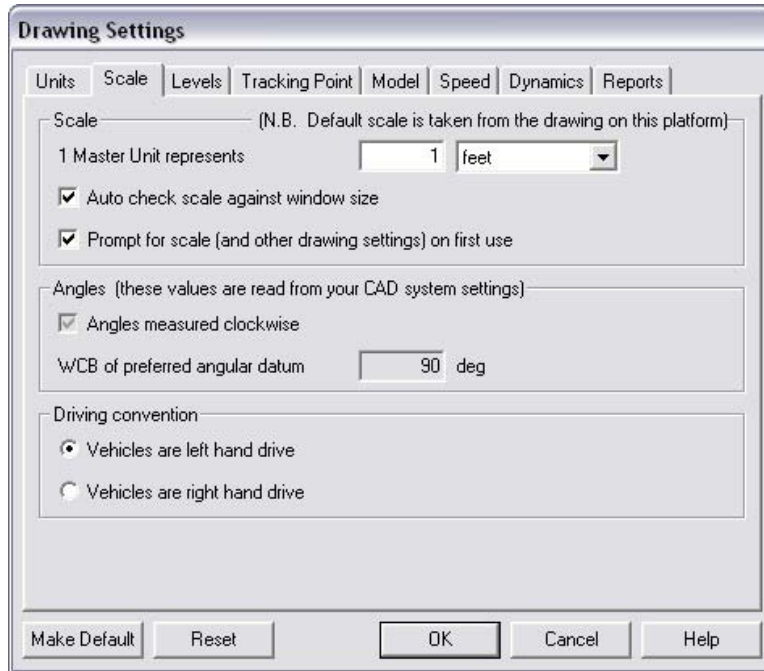 Drawing Settings
Units Scale Levels Tracking Point Model Speed Dynamics Reports
Scale (N.B. Default scale is taken from the drawing on this platform)
1 Master Unit represents 1 feet
Auto check scale against window size
Prompt for scale (and other drawing settings) on first use
Angles (these values are read from your CAD system settings)
Angles measured clockwise
WCB of preferred angular datum 90 deg
Driving convention
Vehicles are left hand drive
Vehicles are right hand drive
Make Default Reset OK Cancel Help